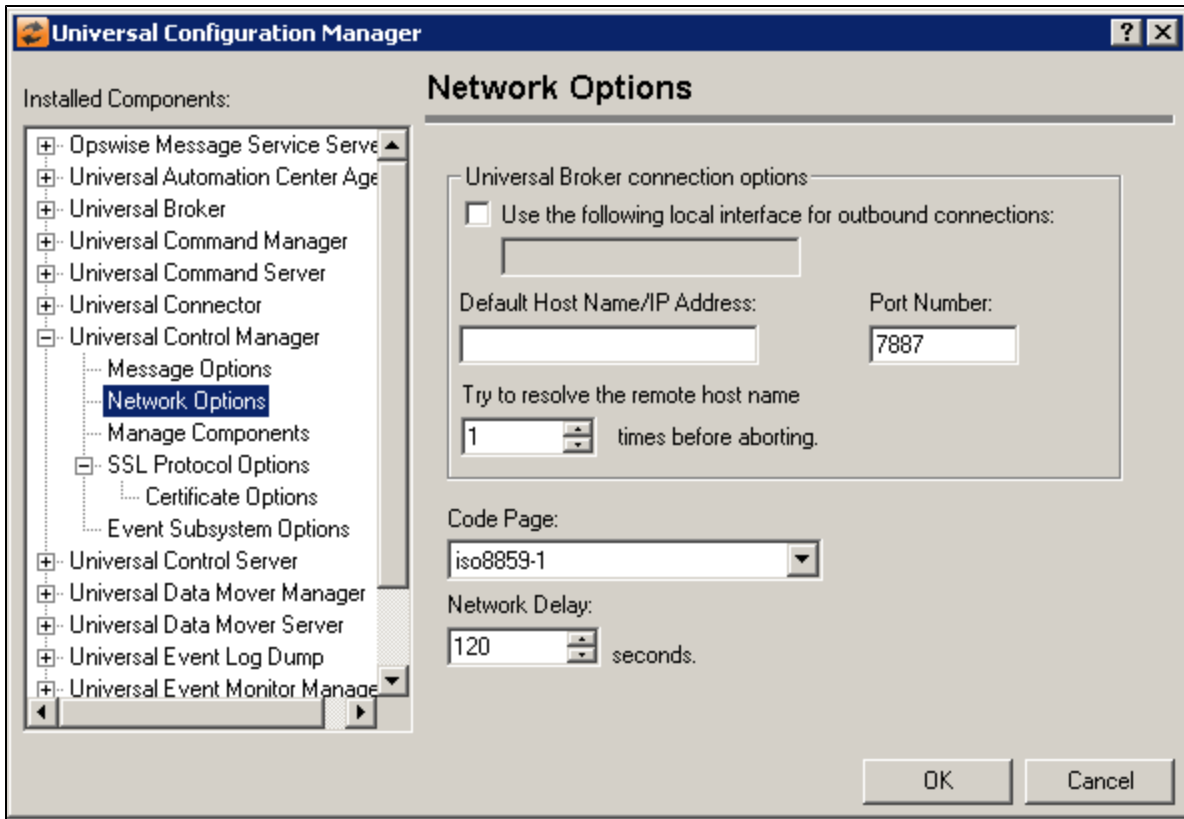 Universal Configuration Manager
Installed Components:
Opswise Message Service Serve
Universal Automation Center Age
Universal Broker
Universal Command Manager
Universal Command Server
Universal Connector
Universal Control Manager
Message Options
Network Options
Manage Components
SSL Protocol Options
Certificate Options
Event Subsystem Options
Universal Control Server
Universal Data Mover Manager
Universal Data Mover Server
Universal Event Log Dump
Universal Event Monitor Manage
Network Options
Universal Broker connection options
Use the following local interface for outbound connections:
Default Host Name/IP Address: Port Number:
7887
Try to resolve the remote host name
1 times before aborting.
Code Page:
iso8859-1
Network Delay:
120 seconds.
OK Cancel